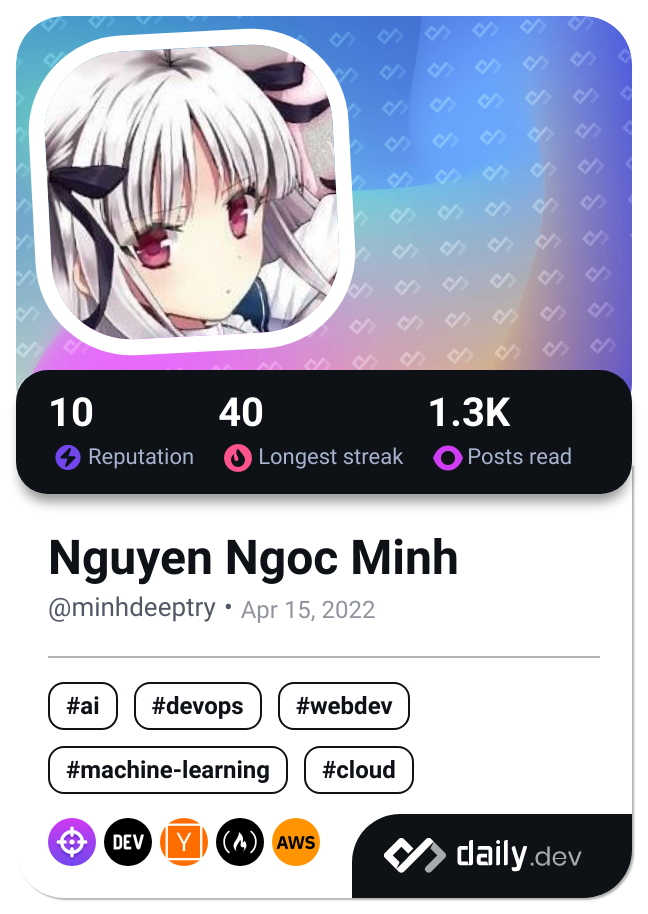 10 40 1.3K
Reputation Longest streak Posts read
Nguyen Ngoc Minh
@minhdeeptry • Apr 15, 2022
#ai #devops #webdev
#machine-learning #cloud
DEV Y AWS
daily.dev